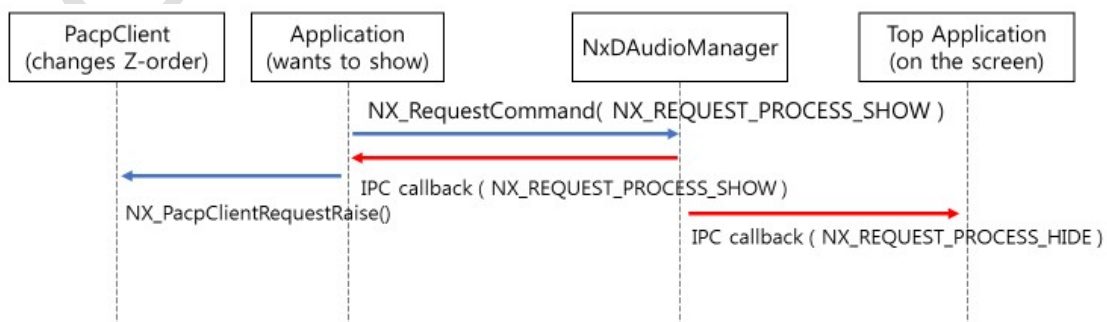 PacpClient
(changes Z-order)
Application
(wants to show)
NxDAudioManager
Top Application
(on the screen)
NX_RequestCommand( NX_REQUEST_PROCESS_SHOW )
IPC callback ( NX_REQUEST_PROCESS_SHOW )
NX_PacpClientRequestRaise()
IPC callback ( NX_REQUEST_PROCESS_HIDE )